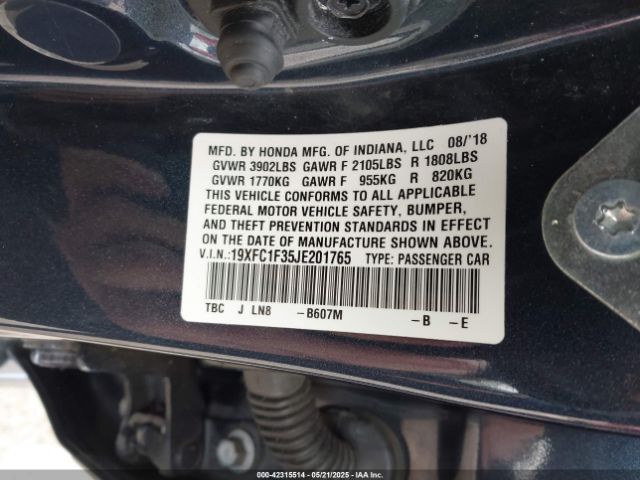 MFD. BY HONDA MFG. OF INDIANA, LLC 08/'18
GVWR 3902LBS GAWR F 2105LBS R 1808LBS
GVWR 1770KG GAWR F 955KG R 820KG
THIS VEHICLE CONFORMS TO ALL APPLICABLE
FEDERAL MOTOR VEHICLE SAFETY, BUMPER,
AND THEFT PREVENTION STANDARDS IN EFFECT
ON THE DATE OF MANUFACTURE SHOWN ABOVE.
V.I.N.:19XFC1F35JE201765 TYPE: PASSENGER CAR
TBC J LN8 -B607M -B -E
000-42315514 - 05/21/2025 - IAAI.COM